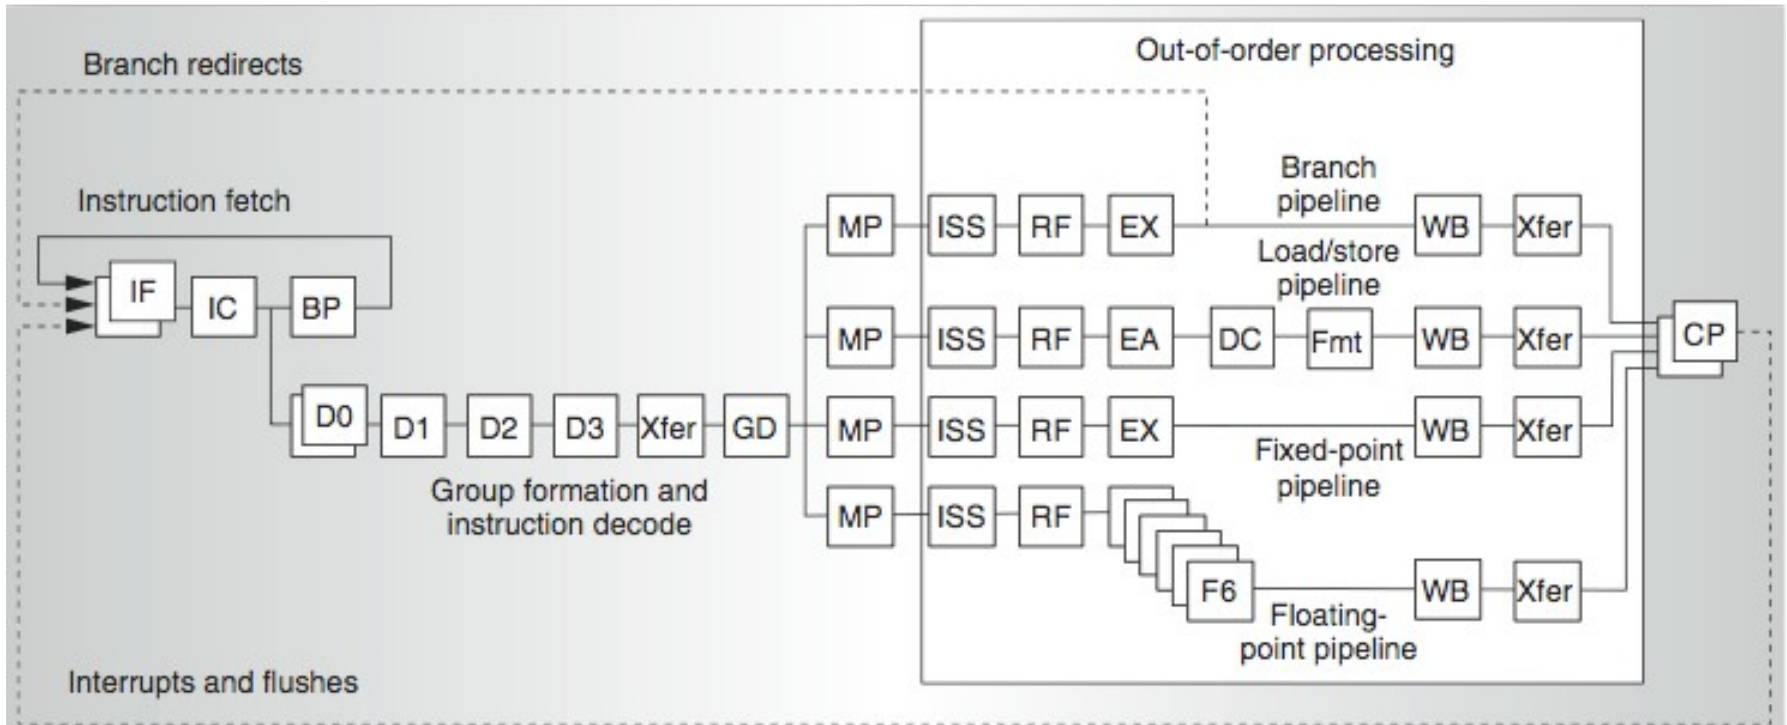 Out-of-order processing
Branch redirects
Branch
pipeline
Instruction fetch
MP ISS RF EX WB Xfer
Load/store
pipeline
IF IC BP
MP ISS RF EA DC Fmt WB Xfer
CP
D0 D1 D2 D3 Xfer GD
MP ISS RF EX WB Xfer
Fixed-point
pipeline
Group formation and
instruction decode
MP ISS RF
F6 WB Xfer
Floating-
point pipeline
Interrupts and flushes